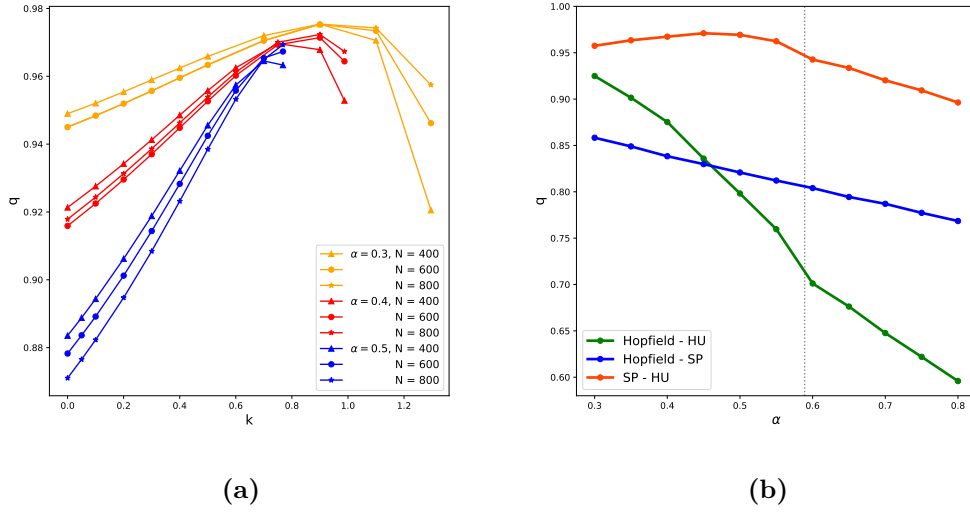 0.98
0.96
0.94
0.92
0.90
0.88
q
0.0
0.2
0.4
0.6
0.8
1.0
1.2
k
α = 0.3, N = 400
N = 600
N = 800
α = 0.4, N = 400
N = 600
N = 800
α = 0.5, N = 400
N = 600
N = 800
(a)
1.00
0.95
0.90
0.85
0.80
0.75
0.70
0.65
0.60
q
0.3
0.4
0.5
0.6
0.7
0.8
α
Hopfield - HU
Hopfield - SP
SP - HU
(b)